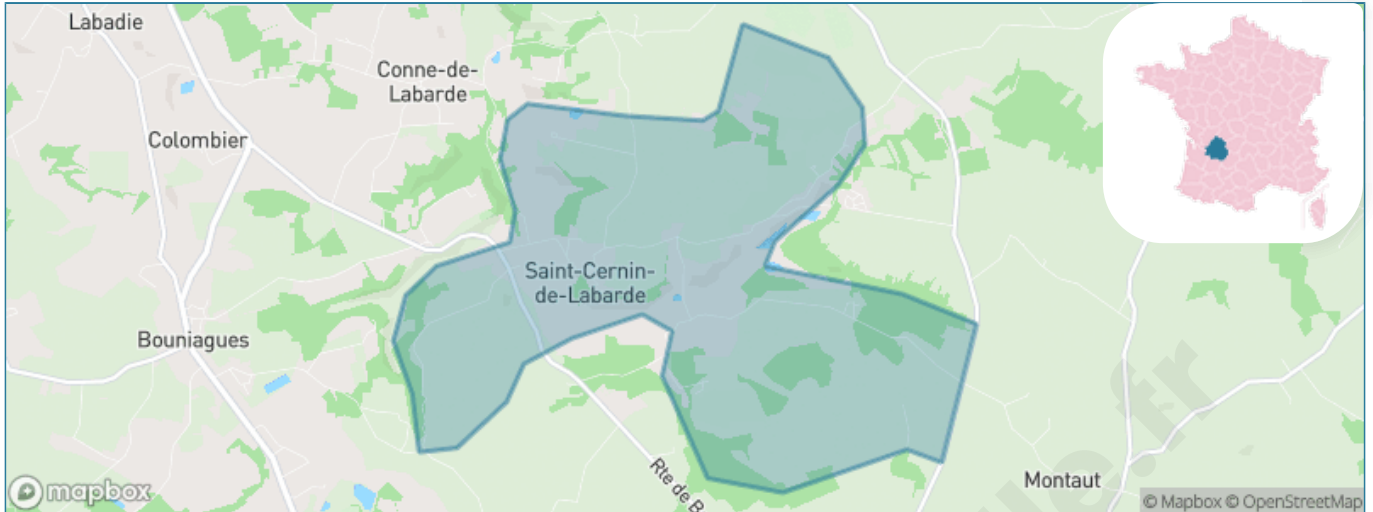 Labadie
Conne-de-
Labarde
Colombier
Saint-Cernin-
de-Labarde
Bouniagues
Rte de B
Montaut
mapbox
© Mapbox © OpenStreetMap